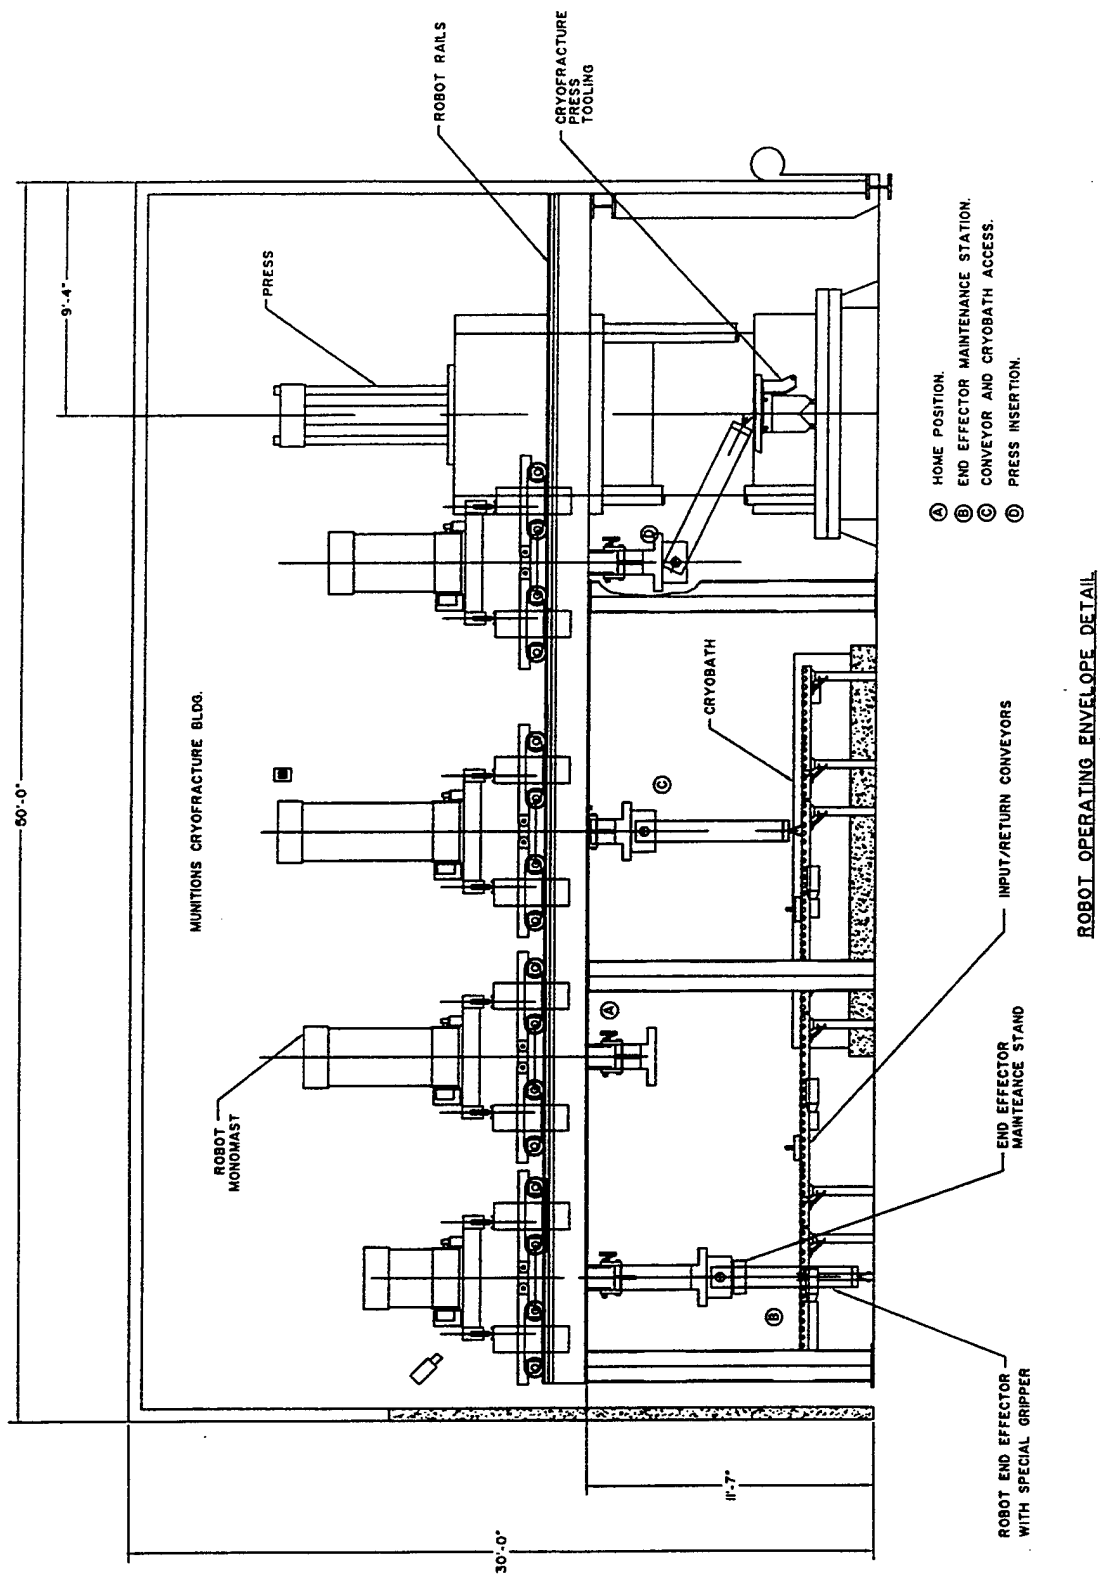 50'-0"
9'-4"
30'-0"
11'-7"
MUNITIONS CRYOFRACTURE BLDG.
PRESS
ROBOT
MONOMAST
ROBOT RAILS
CRYOFRACTURE
PRESS
TOOLING
A
B
C
D
CRYOBATH
ROBOT END EFFECTOR
WITH SPECIAL GRIPPER
END EFFECTOR
MAINTEANCE STAND
INPUT/RETURN CONVEYORS
A HOME POSITION.
B END EFFECTOR MAINTENANCE STATION.
C CONVEYOR AND CRYOBATH ACCESS.
D PRESS INSERTION.
ROBOT OPERATING ENVELOPE DETAIL